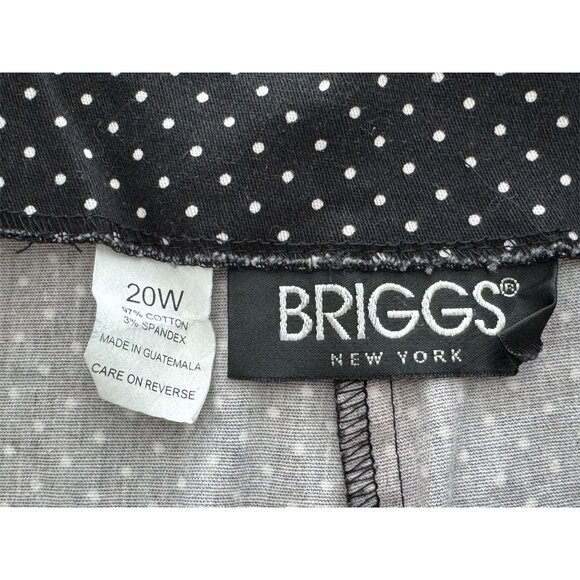 20W
97% COTTON
3% SPANDEX
MADE IN GUATEMALA
CARE ON REVERSE
BRIGGS®
NEW YORK